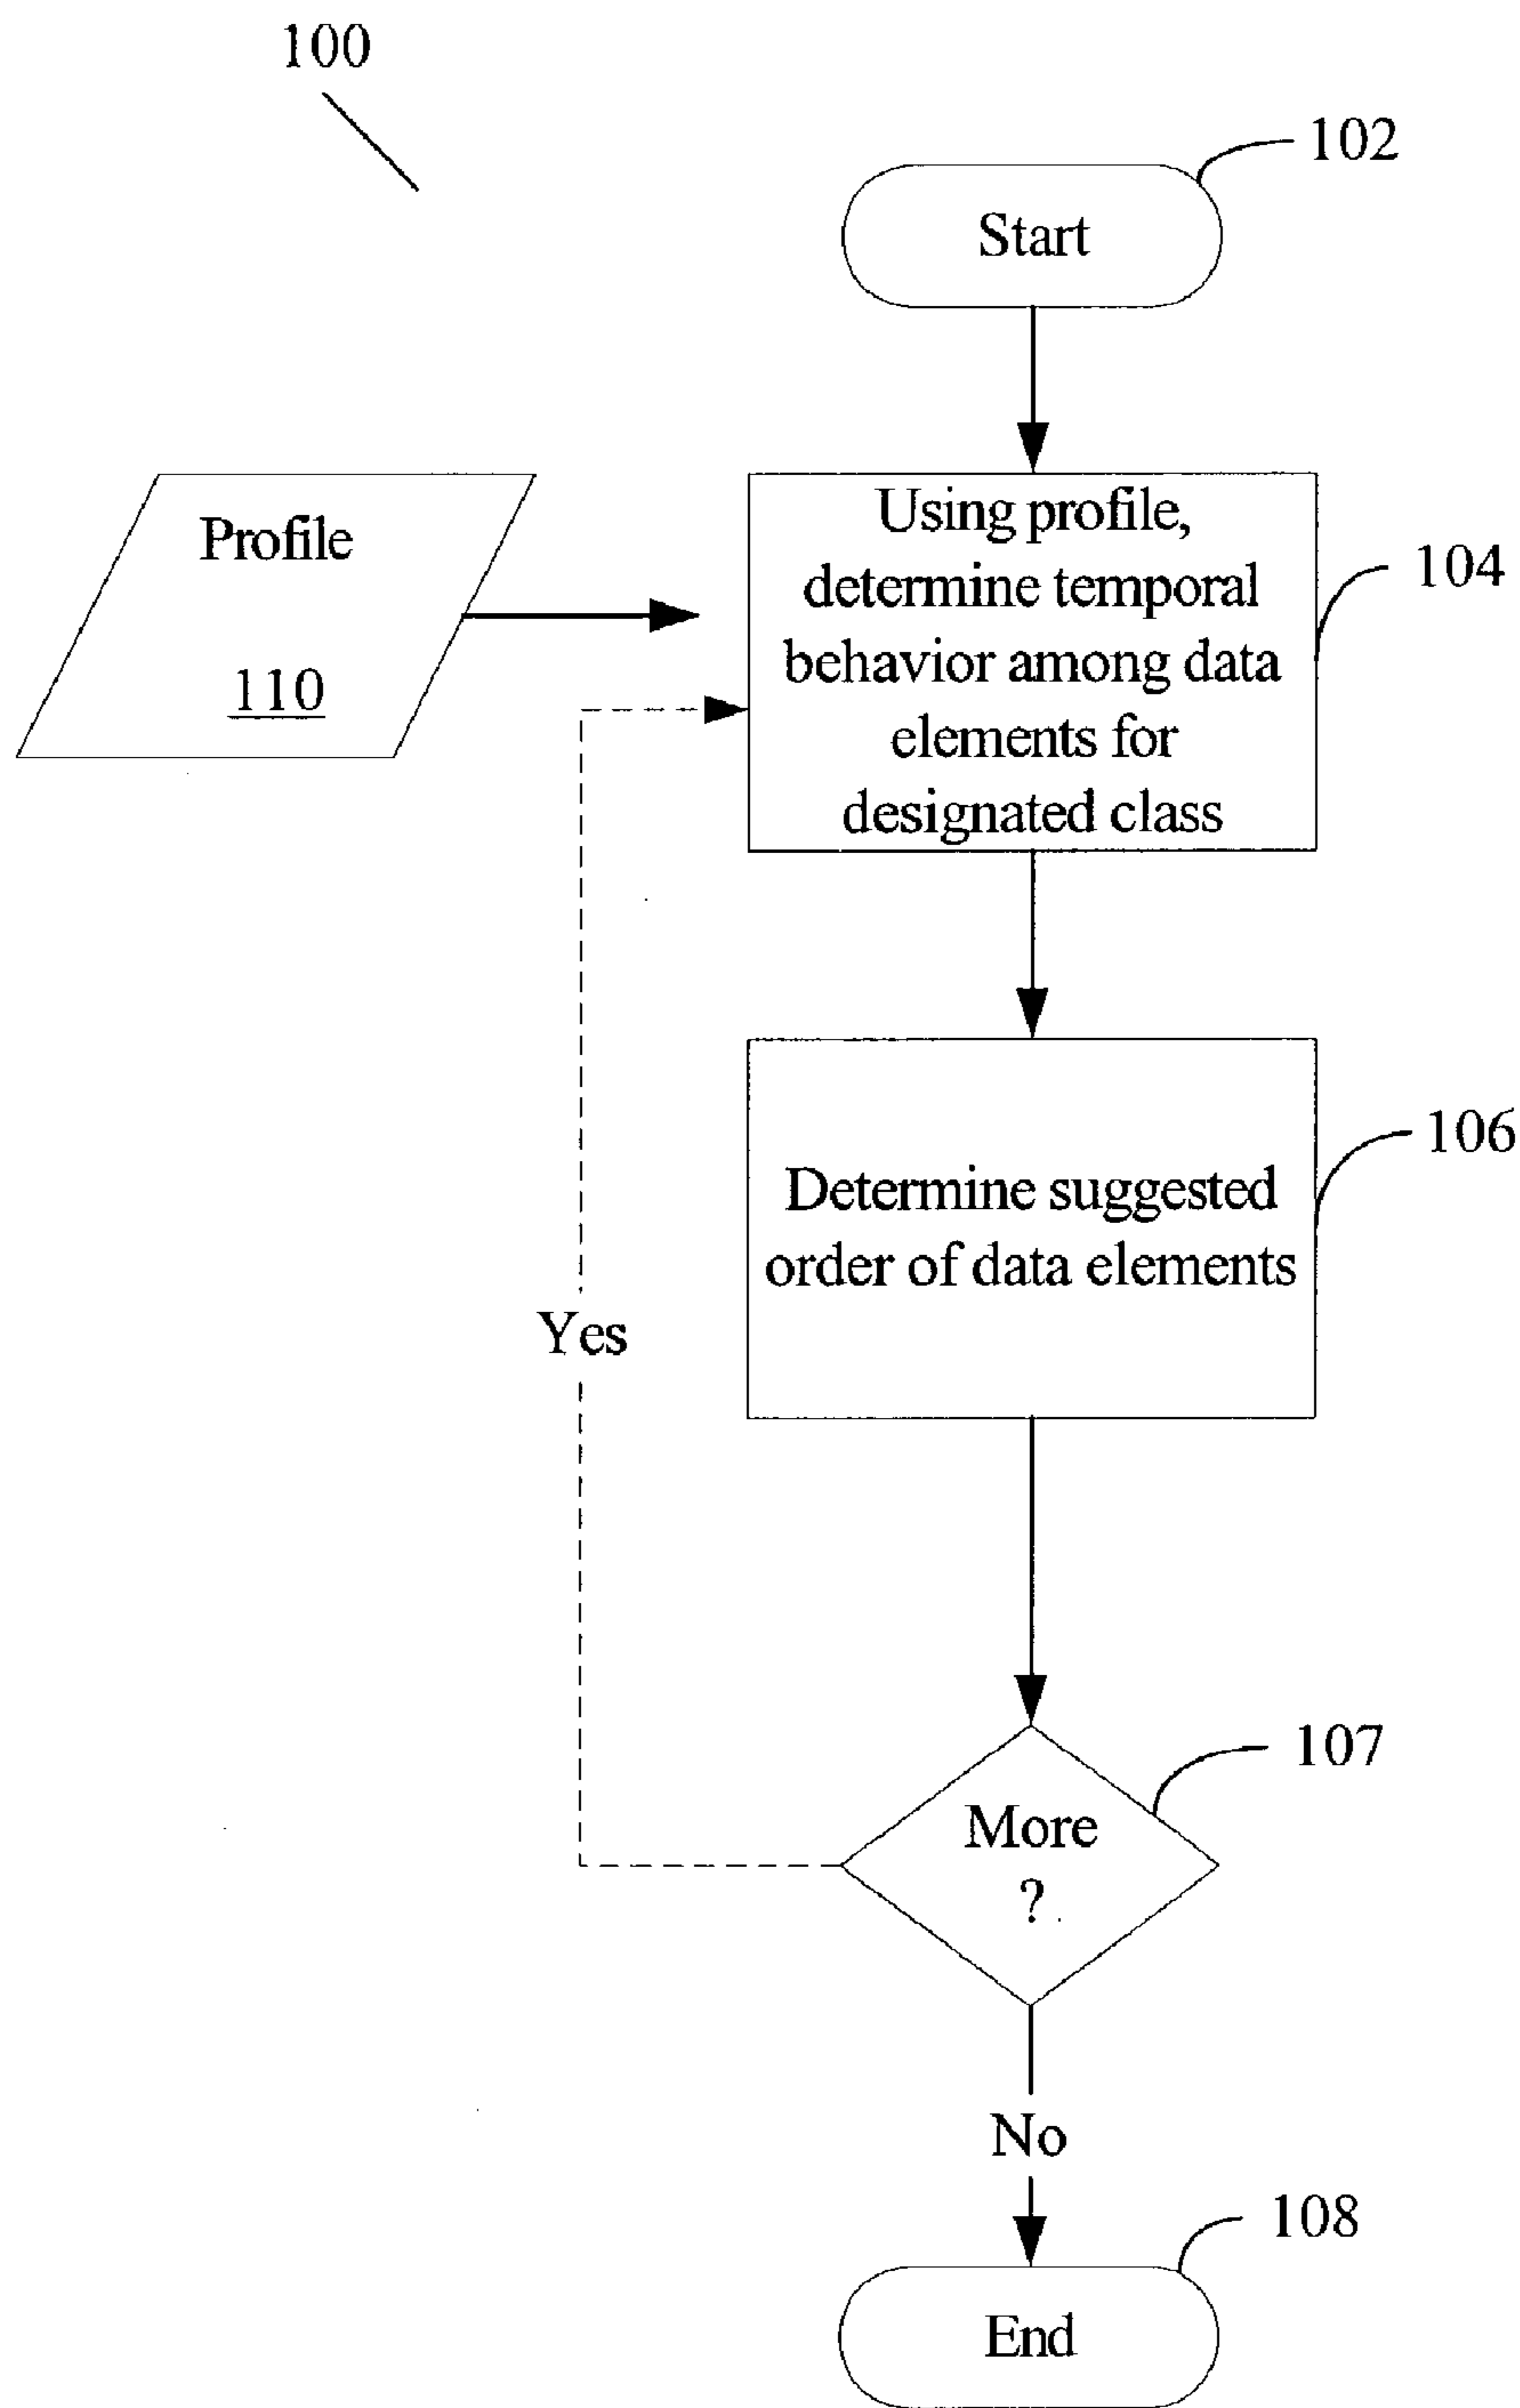 100
102
Start
Profile
110
Using profile,
determine temporal
behavior among data
elements for
designated class
104
Determine suggested
order of data elements
106
Yes
107
More
?
No
108
End